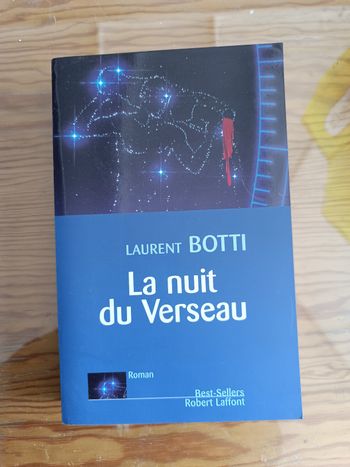 LAURENT BOTTI
La nuit
du Verseau
Roman
Best-Sellers
Robert Laffont